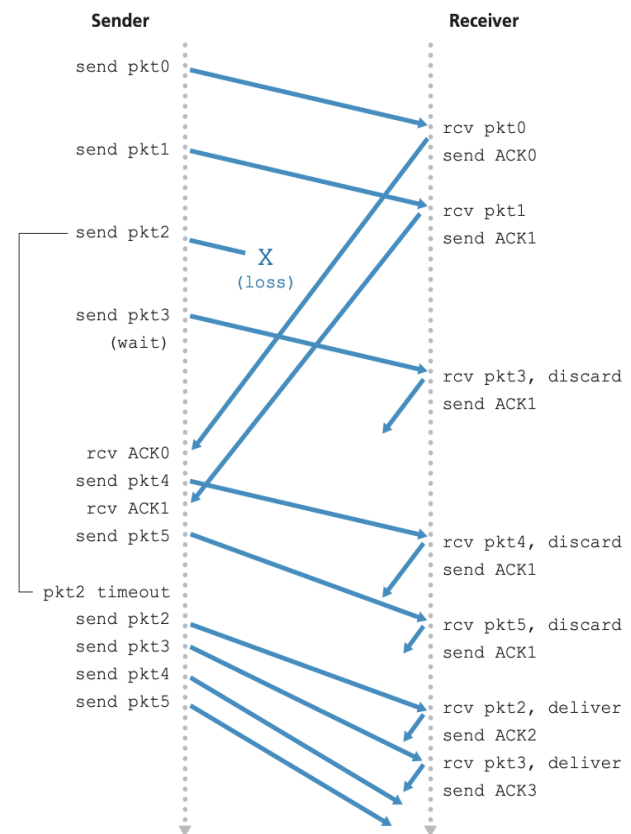 Sender
Receiver
send pkt0
rcv pkt0
send ACK0
send pkt1
rcv pkt1
send ACK1
send pkt2
X
(loss)
send pkt3
(wait)
rcv pkt3, discard
send ACK1
rcv ACK0
send pkt4
rcv ACK1
send pkt5
rcv pkt4, discard
send ACK1
pkt2 timeout
send pkt2
send pkt3
send pkt4
send pkt5
rcv pkt5, discard
send ACK1
rcv pkt2, deliver
send ACK2
rcv pkt3, deliver
send ACK3